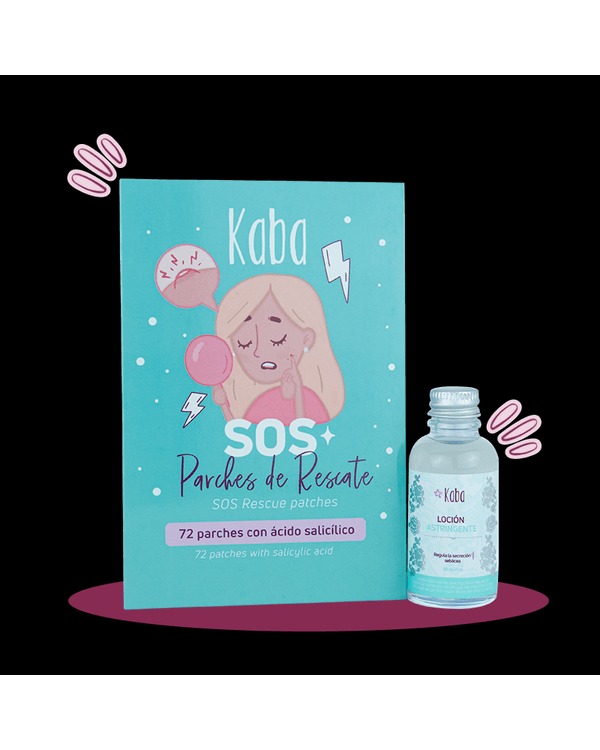 Kaba
SOS
Parches de Rescate
SOS Rescue patches
72 parches con ácido salicílico
72 patches with salicylic acid
Kaba
LOCIÓN
ASTRINGENTE
Regula la secreción
sebácea